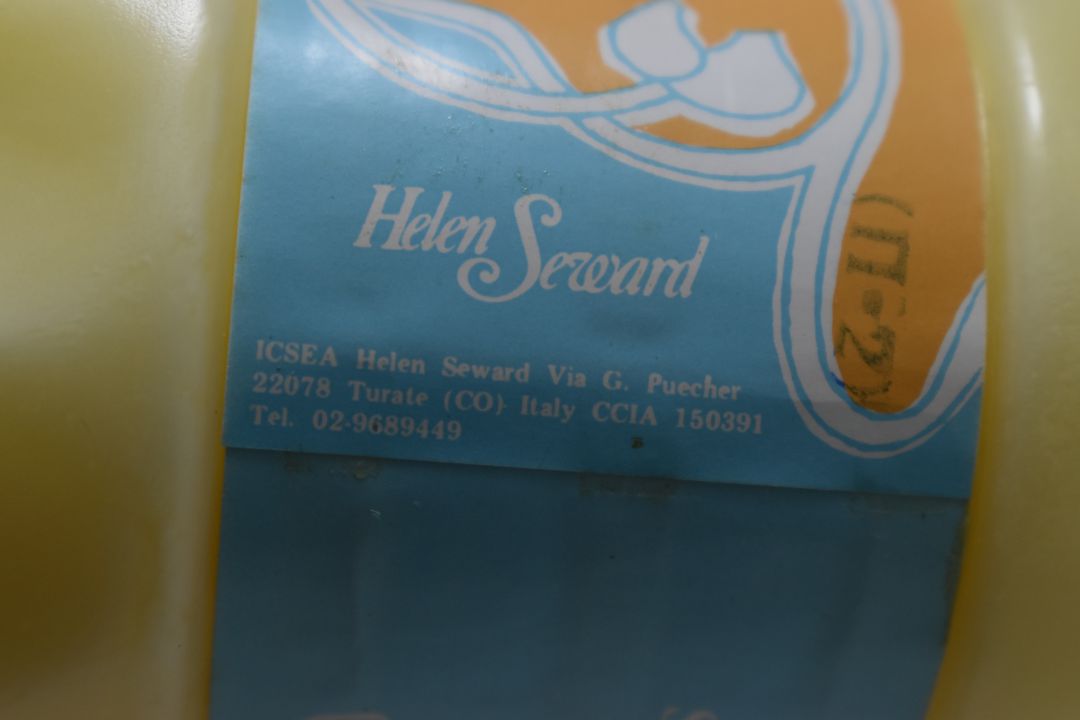 Helen Seward
ICSEA Helen Seward Via G. Puecher
22078 Turate (CO) Italy CCIA 150391
Tel. 02-9689449